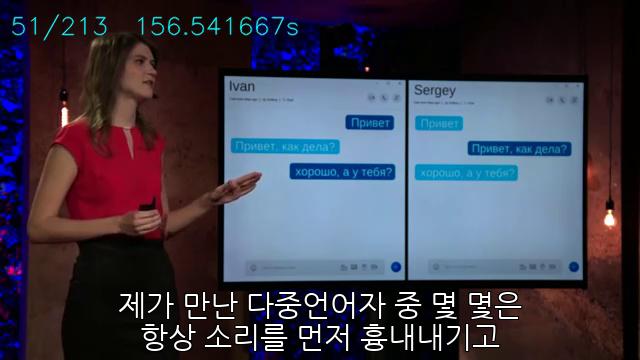 51/213 156.541667s
Ivan
Привет
Привет, как дела?
хорошо, а у тебя?
Sergey
Привет
Привет, как дела?
хорошо, а у тебя?
제가 만난 다중언어자 중 몇 몇은
항상 소리를 먼저 흉내내기고